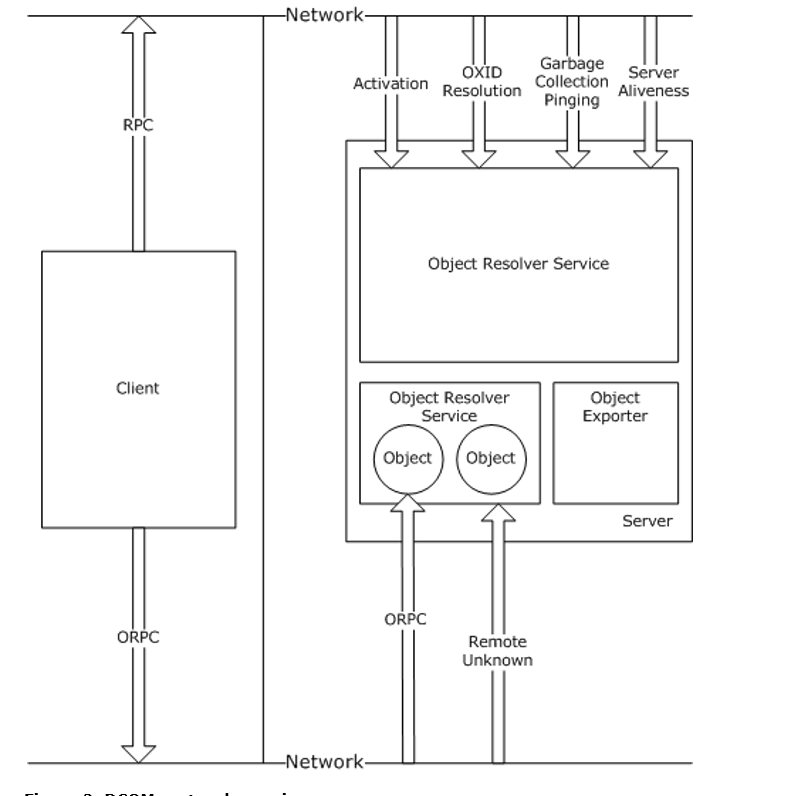 Network
Activation
OXID
Resolution
Garbage
Collection
Pinging
Server
Aliveness
RPC
Object Resolver Service
Client
Object Resolver
Service
Object
Object
Object
Exporter
Server
ORPC
ORPC
Remote
Unknown
Network